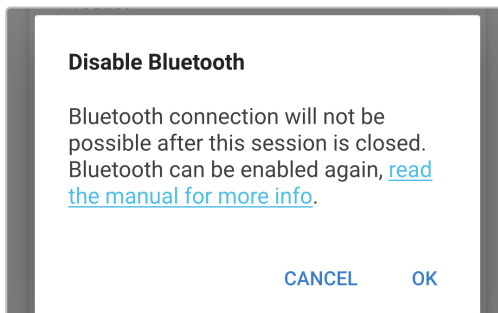 Disable Bluetooth
Bluetooth connection will not be
possible after this session is closed.
Bluetooth can be enabled again, read
the manual for more info.
CANCEL OK